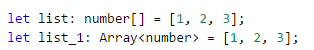 let list: number[] = [1, 2, 3];
let list_1: Array<number> = [1, 2, 3];